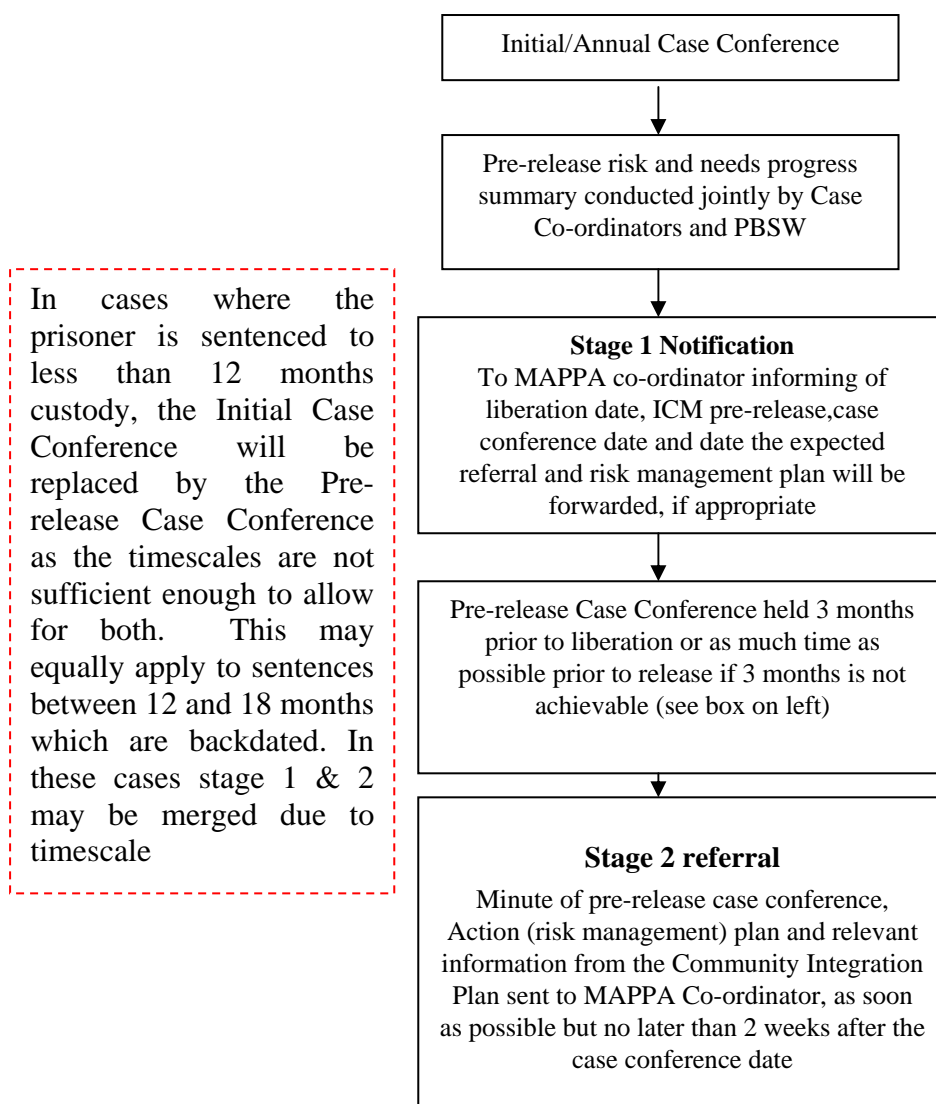 Initial/Annual Case Conference
Pre-release risk and needs progress
summary conducted jointly by Case
Co-ordinators and PBSW
In cases where the
prisoner is sentenced to
less than 12 months
custody, the Initial Case
Conference will be
replaced by the Pre-
release Case Conference
as the timescales are not
sufficient enough to allow
for both. This may
equally apply to sentences
between 12 and 18 months
which are backdated. In
these cases stage 1 & 2
may be merged due to
timescale
Stage 1 Notification
To MAPPA co-ordinator informing of
liberation date, ICM pre-release,case
conference date and date the expected
referral and risk management plan will be
forwarded, if appropriate
Pre-release Case Conference held 3 months
prior to liberation or as much time as
possible prior to release if 3 months is not
achievable (see box on left)
Stage 2 referral
Minute of pre-release case conference,
Action (risk management) plan and relevant
information from the Community Integration
Plan sent to MAPPA Co-ordinator, as soon
as possible but no later than 2 weeks after the
case conference date